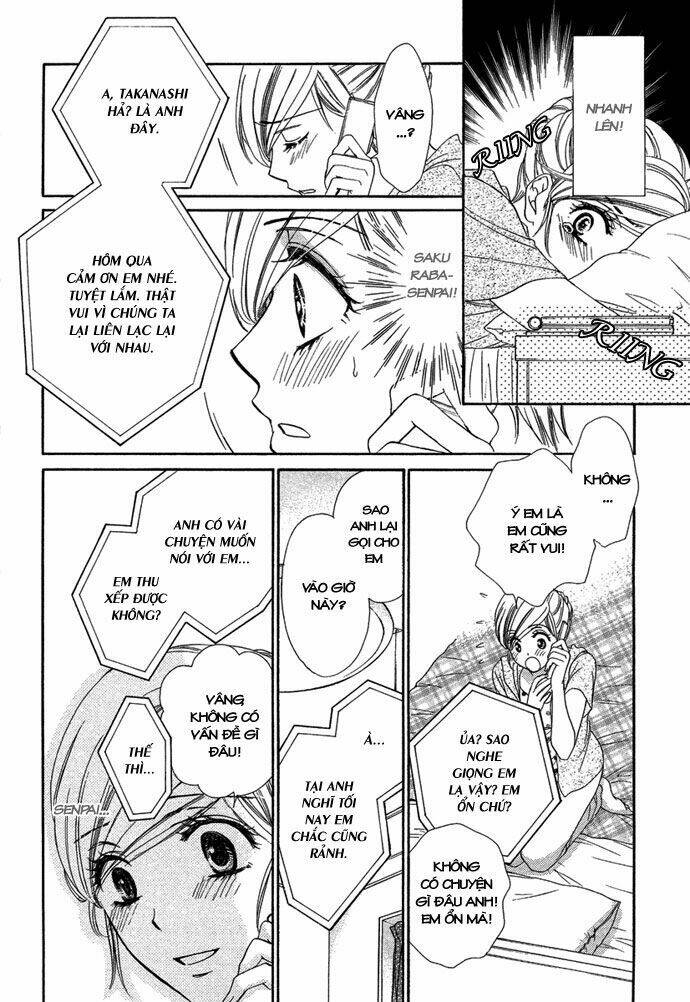 NHANH
LÊN!
RIING
RIING
VÂNG
...?
A, TAKANASHI
HẢ? LÀ ANH
ĐÂY.
SAKU
RABA-
SENPAI!
HÔM QUA
CẢM ƠN EM NHÉ.
TUYỆT LẮM. THẬT
VUI VÌ CHÚNG TA
LẠI LIÊN LẠC LẠI
VỚI NHAU.
KHÔNG
...
Ý EM LÀ
EM CŨNG
RẤT VUI!
ỦA? SAO
NGHE
GIỌNG EM
LẠ VẬY? EM
ỔN CHỨ?
KHÔNG
CÓ CHUYỆN
GÌ ĐÂU ANH!
EM ỔN MÀ!
SAO
ANH LẠI
GỌI CHO
EM
VÀO GIỜ
NÀY?
À...
TẠI ANH
NGHĨ TỐI
NAY EM
CHẮC CŨNG
RẢNH.
ANH CÓ VÀI
CHUYỆN MUỐN
NÓI VỚI EM...
EM THU
XẾP ĐƯỢC
KHÔNG?
VÂNG,
KHÔNG CÓ
VẤN ĐỀ GÌ
ĐÂU!
THẾ
THÌ...
SENPAI...